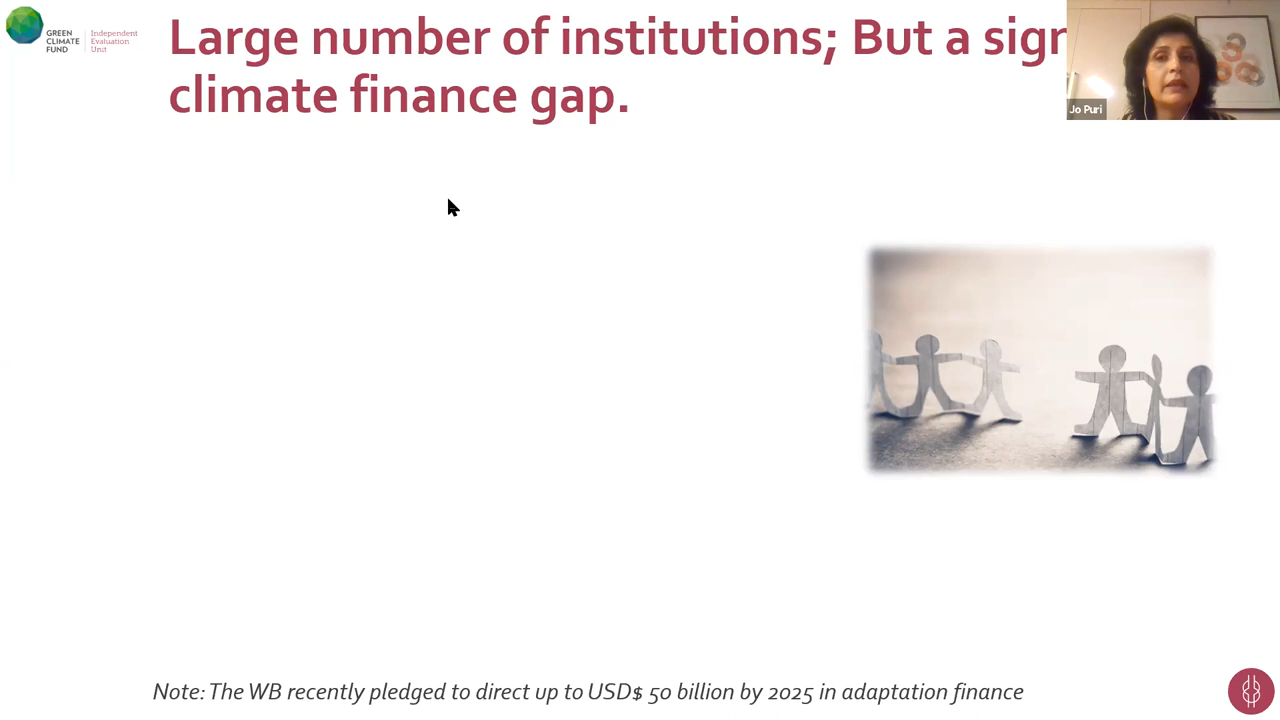 GREEN
CLIMATE
FUND
Independent
Evaluation
Unit
Large number of institutions; But a
climate finance gap.
Jo Puri
Note: The WB recently pledged to direct up to USD$ 50 billion by 2025 in adaptation finance